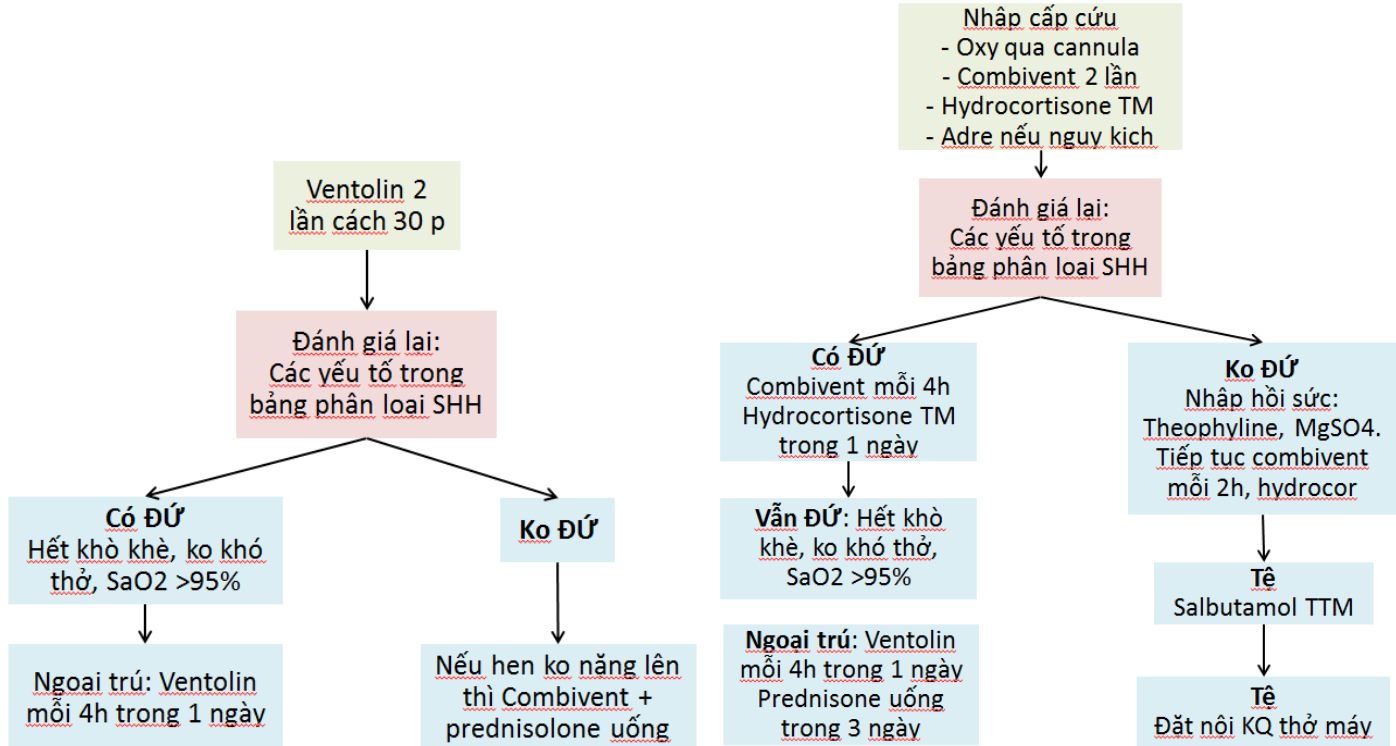 Ventolin 2
lần cách 30 p
Đánh giá lại:
Các yếu tố trong
bảng phân loại SHH
Có ĐỨ
Hết khò khè, ko khó
thở, SaO2 >95%
Ngoại trú: Ventolin
mỗi 4h trong 1 ngày
Ko ĐỨ
Nếu hen ko năng lên
thì Combivent +
prednisolone uống
Nhập cấp cứu
- Oxy qua cannula
- Combivent 2 lần
- Hydrocortisone TM
- Adre nếu nguy kịch
Đánh giá lại:
Các yếu tố trong
bảng phân loại SHH
Có ĐỨ
Combivent mỗi 4h
Hydrocortisone TM
trong 1 ngày
Vẫn ĐỨ: Hết khò
khè, ko khó thở,
SaO2 >95%
Ngoại trú: Ventolin
mỗi 4h trong 1 ngày
Prednisone uống
trong 3 ngày
Ko ĐỨ
Nhập hồi sức:
Theophyline, MgSO4.
Tiếp tục combivent
mỗi 2h, hydrocor
Tệ
Salbutamol TTM
Tệ
Đặt nôi KQ thở máy